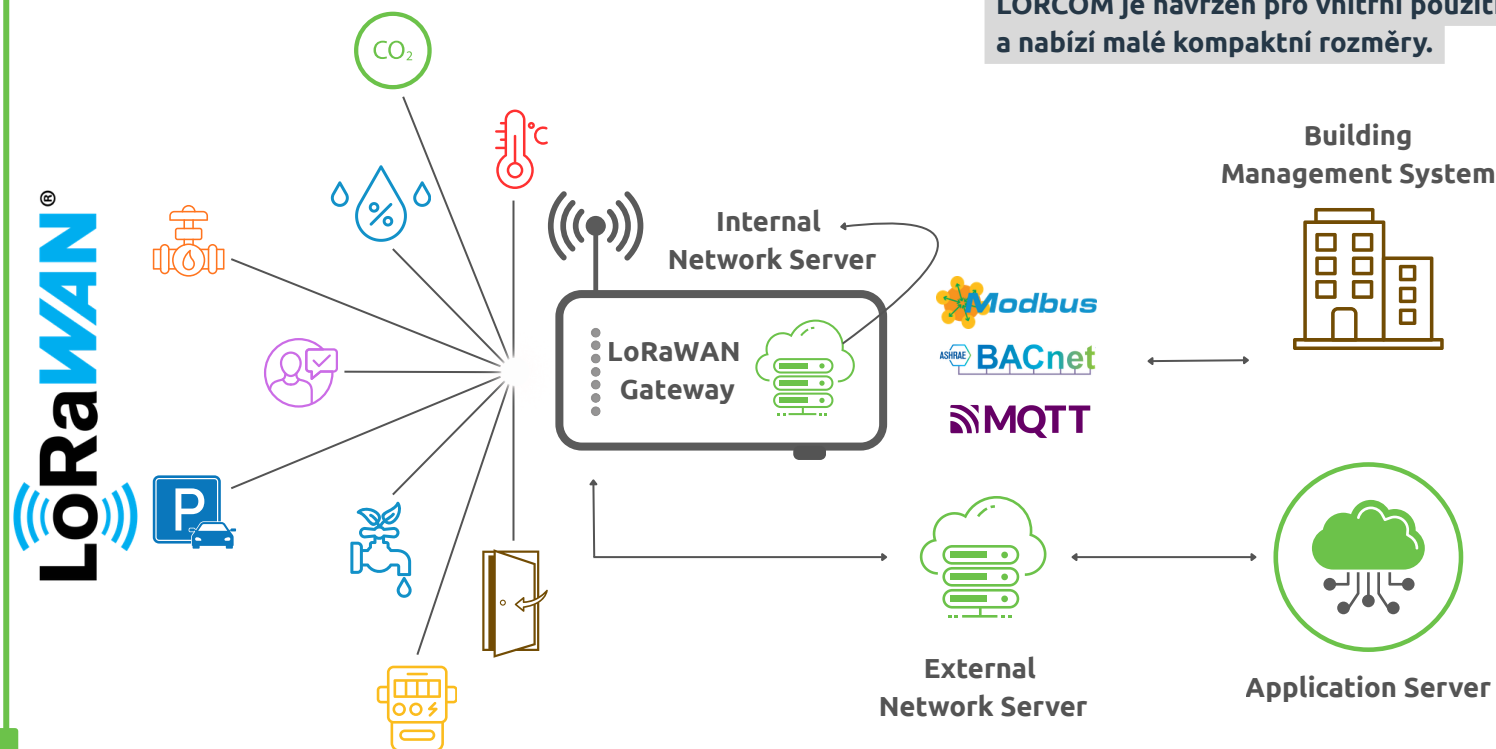 LORCOM je navržen pro vnitřní použití
a nabízí malé kompaktní rozměry.
CO₂
°C
%
LoRaWAN®
Internal
Network Server
LoRaWAN
Gateway
Modbus
ASHRAE BACnet
MQTT
Building
Management System
P
External
Network Server
Application Server